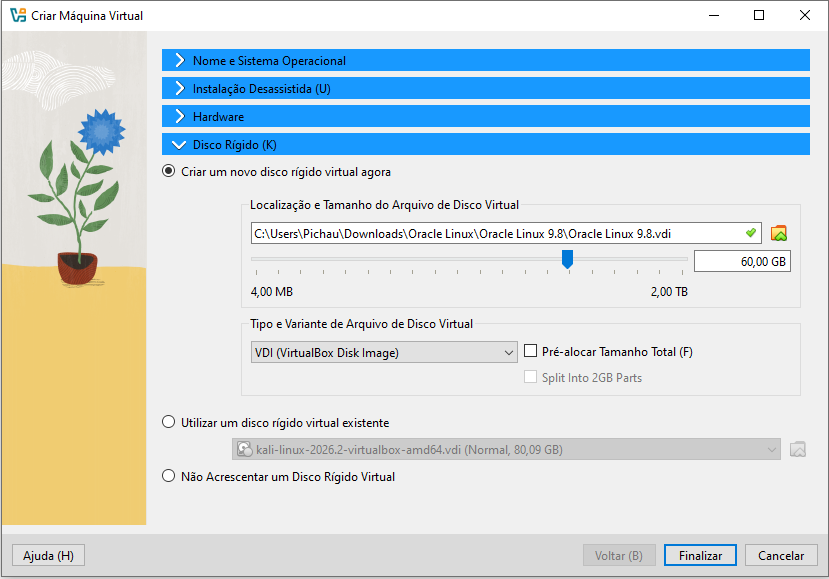 Criar Máquina Virtual
Nome e Sistema Operacional
Instalação Desassistida (U)
Hardware
Disco Rígido (K)
Criar um novo disco rígido virtual agora
Localização e Tamanho do Arquivo de Disco Virtual
C:\Users\Pichau\Downloads\Oracle Linux\Oracle Linux 9.8\Oracle Linux 9.8.vdi
60,00 GB
4,00 MB 2,00 TB
Tipo e Variante de Arquivo de Disco Virtual
VDI (VirtualBox Disk Image) Pré-alocar Tamanho Total (F)
Split Into 2GB Parts
Utilizar um disco rígido virtual existente
kali-linux-2026.2-virtualbox-amd64.vdi (Normal, 80,09 GB)
Não Acrescentar um Disco Rígido Virtual
Ajuda (H) Voltar (B) Finalizar Cancelar